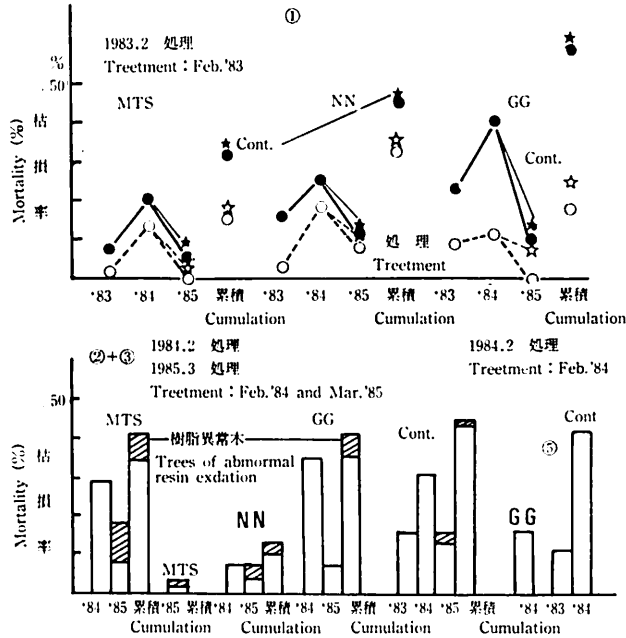 ①
1983.2 処理
Treetment：Feb.'83
%
50
MTS
NN
GG
Cont.
Cont.
Mortality (%)
枯損率
処理
Treetment
'83 '84 '85 累積 '83 '84 '85 累積 '83 '84 '85 累積
Cumulation Cumulation Cumulation
②+③
1984.2 処理
1985.3 処理
Treatment：Feb.'84 and Mar.'85
1984.2 処理
Treatment：Feb.'84
50
MTS
GG
Cont.
Cont
樹脂異常木
Trees of abnormal
resin exdation
⑤
NN
MTS
GG
Mortality (%)
枯損率
'84 '85 累積 '85 累積 '84 '85 累積 '84 '85 累積 '83 '84 '85 累積 '84 '83 '84
Cumulation Cumulation Cumulation Cumulation